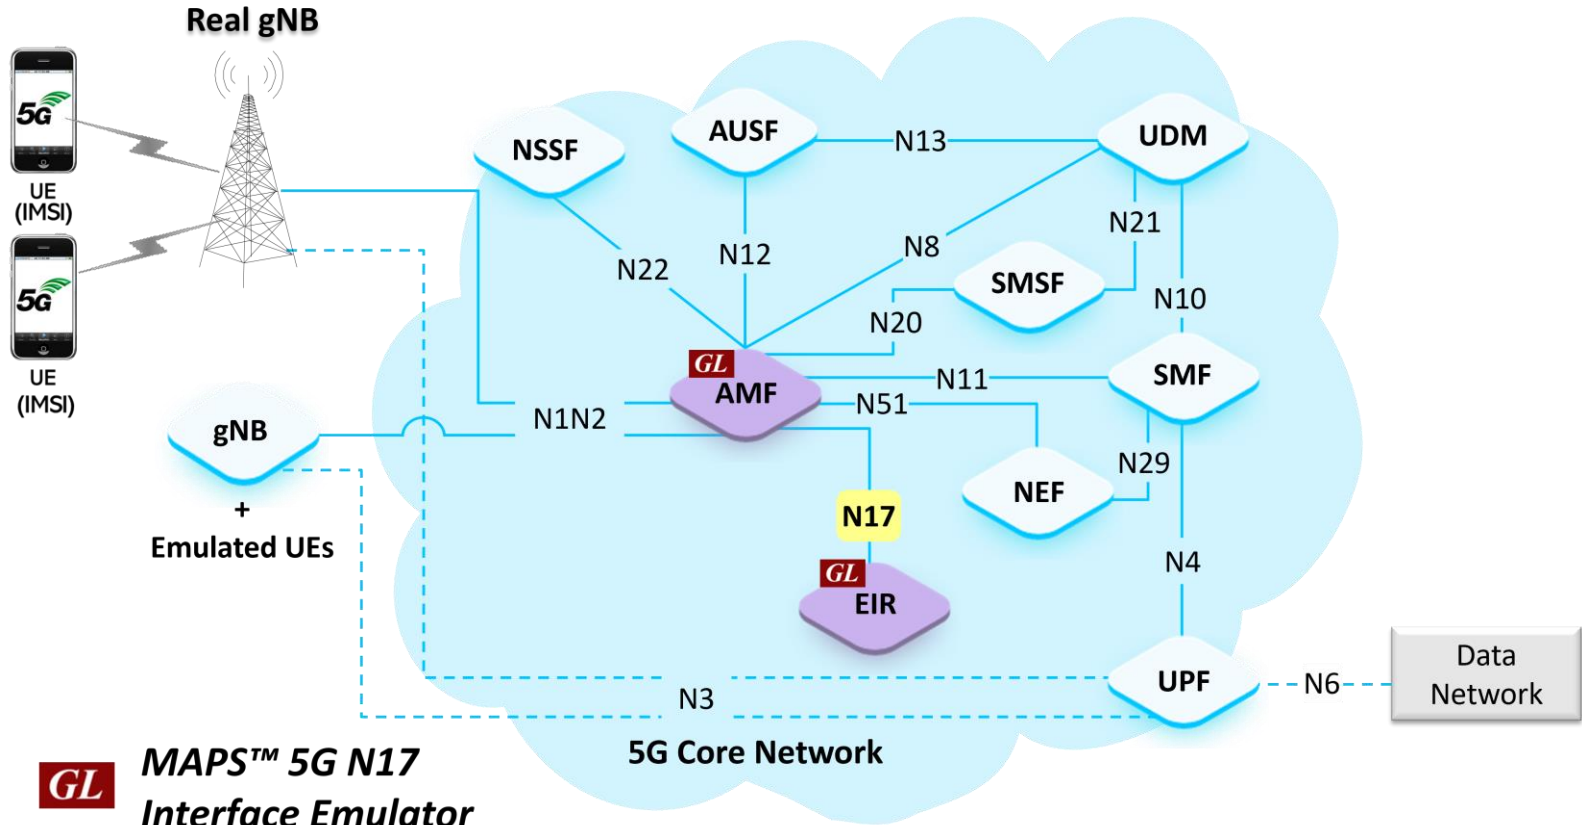 Real gNB
5G
UE
(IMSI)
5G
UE
(IMSI)
NSSF
AUSF
N13
UDM
N22
N12
N8
N21
SMSF
N20
N10
GL
AMF
N11
SMF
N51
N1N2
gNB
+
Emulated UEs
N29
NEF
N17
GL
EIR
N4
N3
UPF
N6
Data
Network
5G Core Network
GL
MAPS™ 5G N17
Interface Emulator